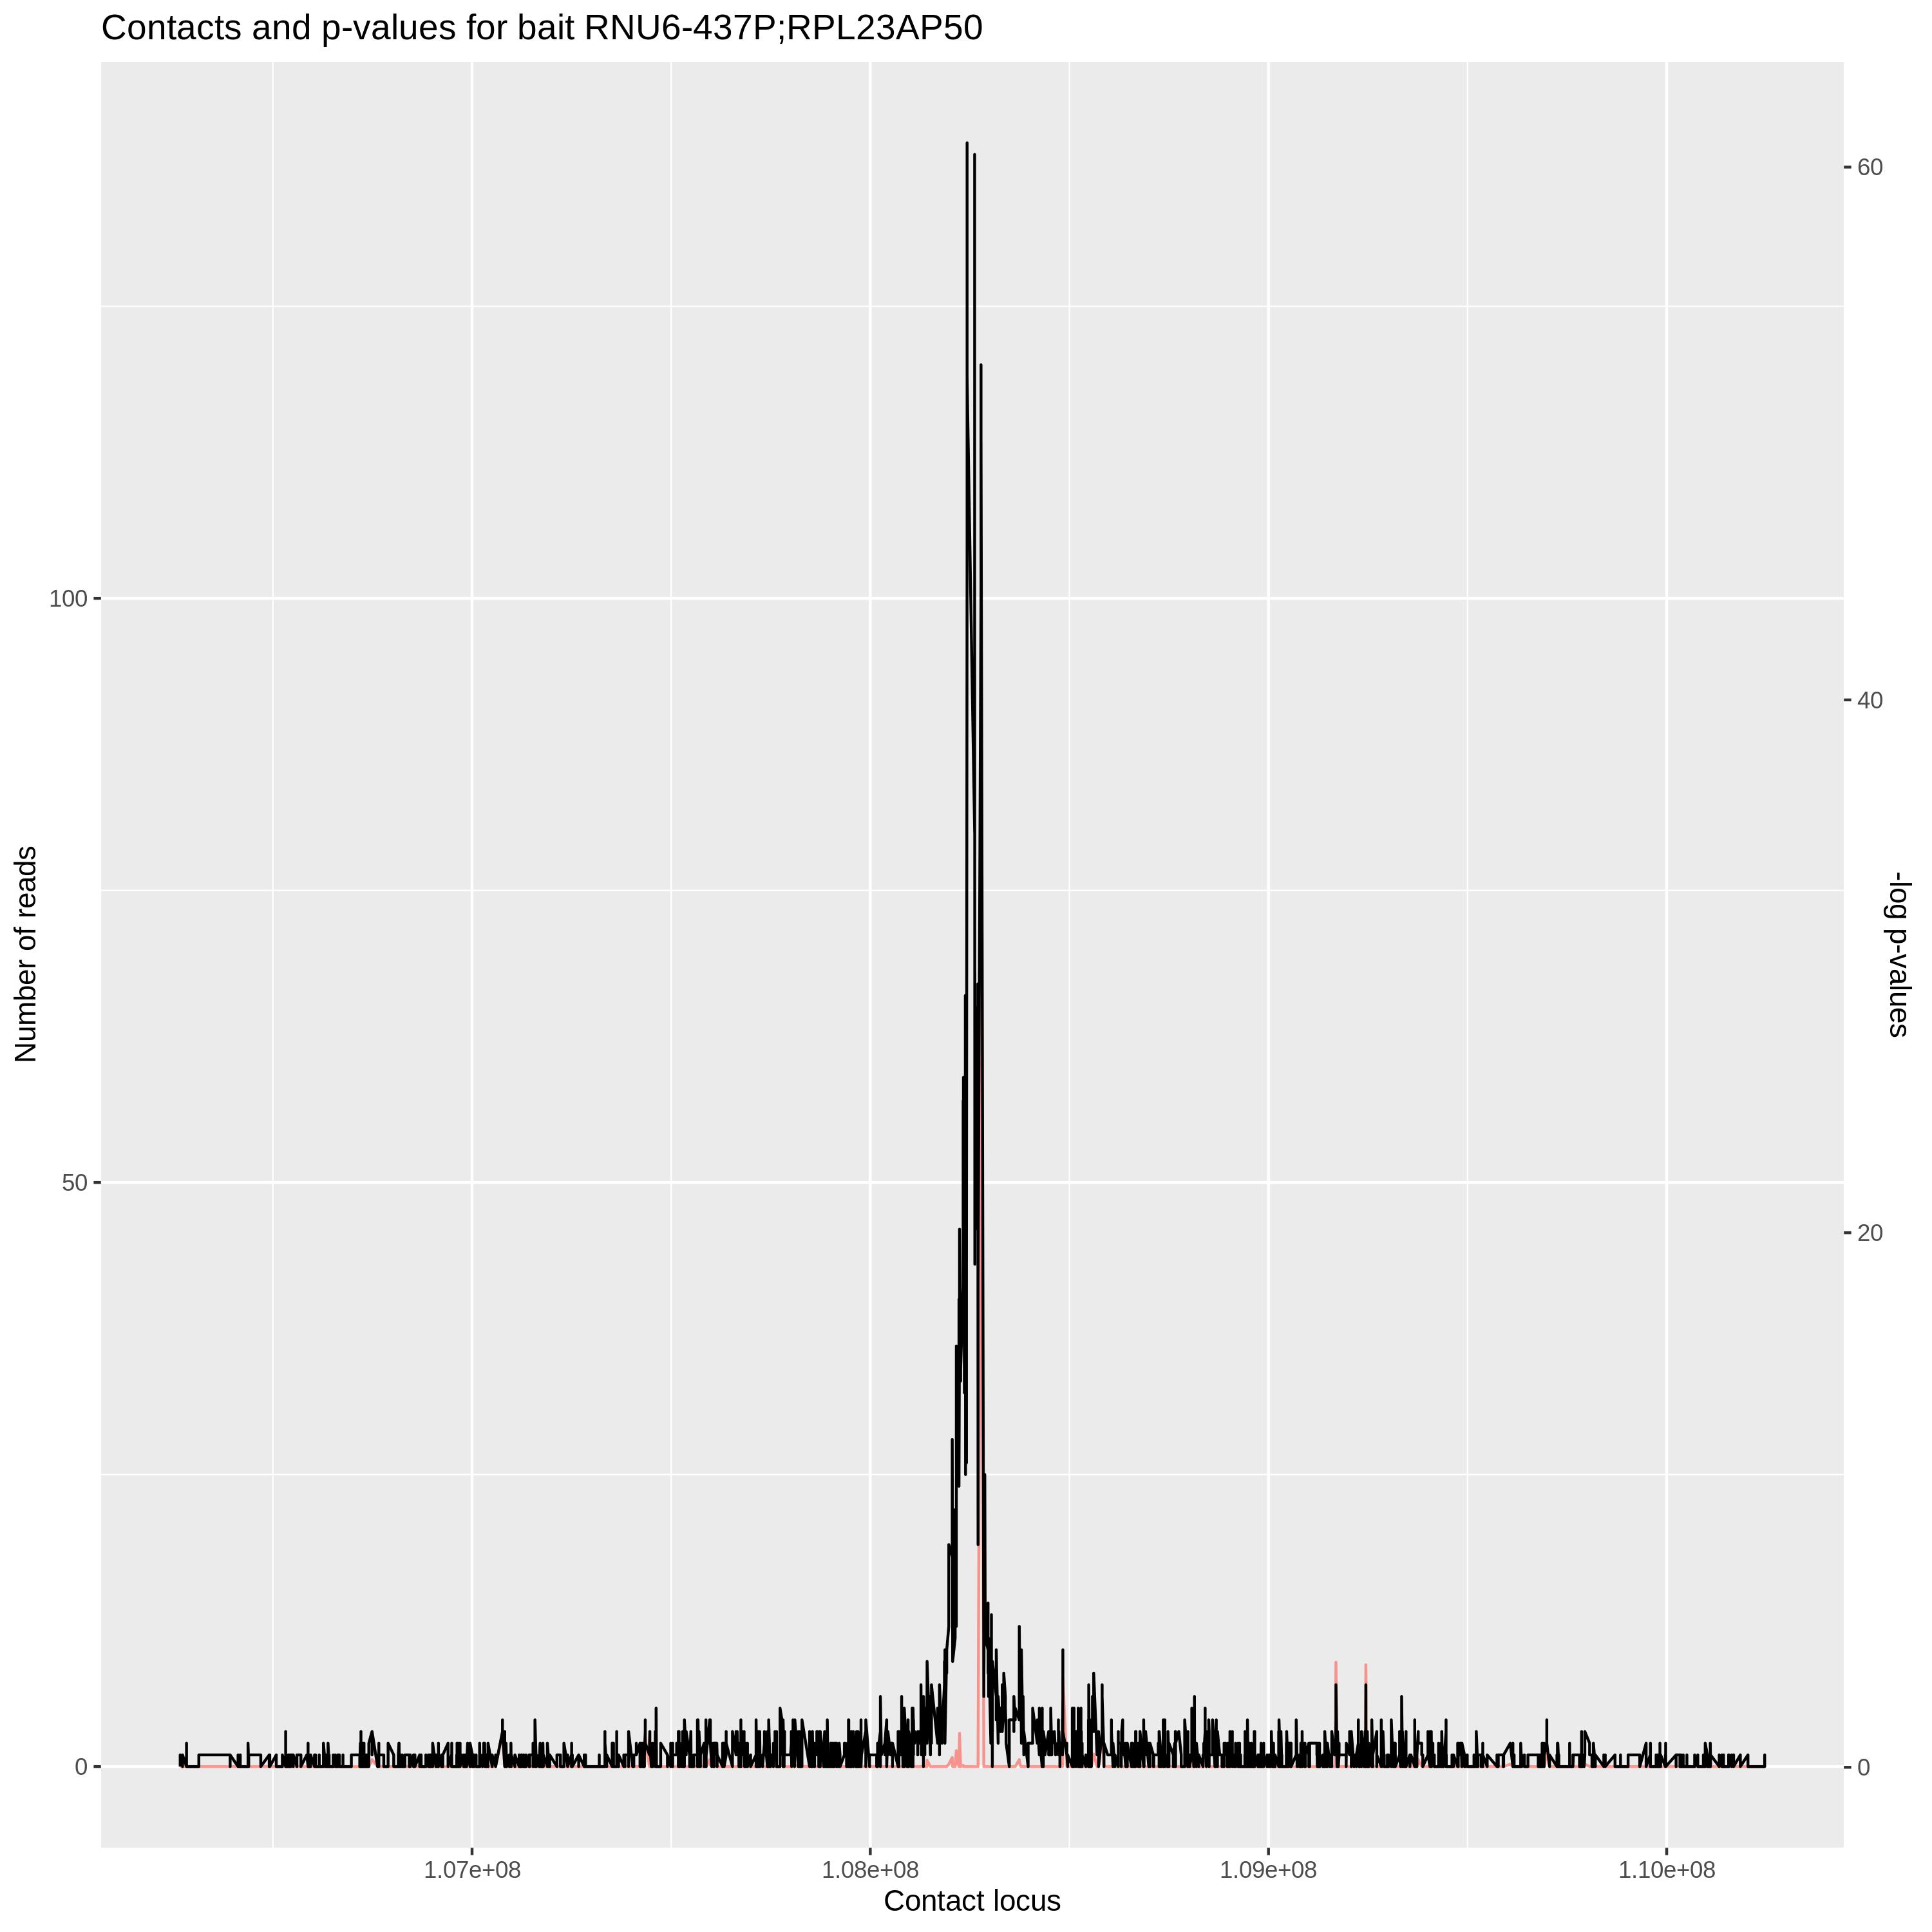 Contacts and p-values for bait RNU6-437P;RPL23AP50
60
100
40
Number of reads
-log p-values
50
20
0
0
1.07e+08
1.08e+08
1.09e+08
1.10e+08
Contact locus